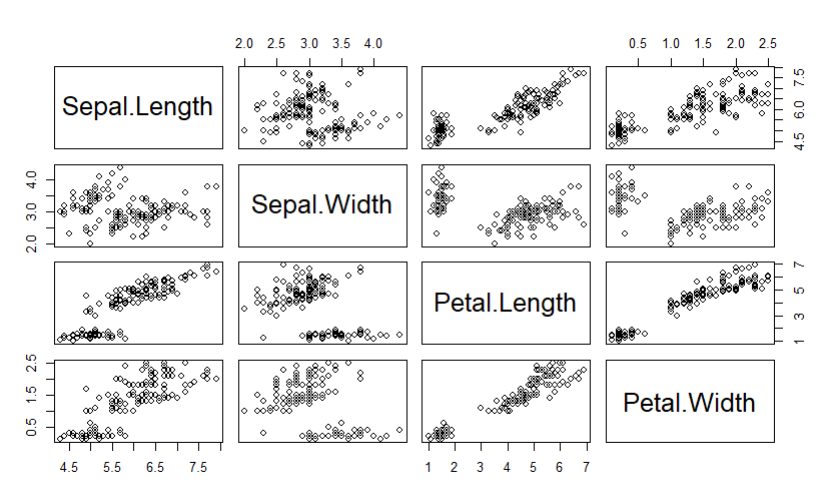 2.0 2.5 3.0 3.5 4.0
0.5 1.0 1.5 2.0 2.5
Sepal.Length
4.5 6.0 7.5
2.0 3.0 4.0
Sepal.Width
Petal.Length
1 3 5 7
0.5 1.5 2.5
Petal.Width
4.5 5.5 6.5 7.5
1 2 3 4 5 6 7